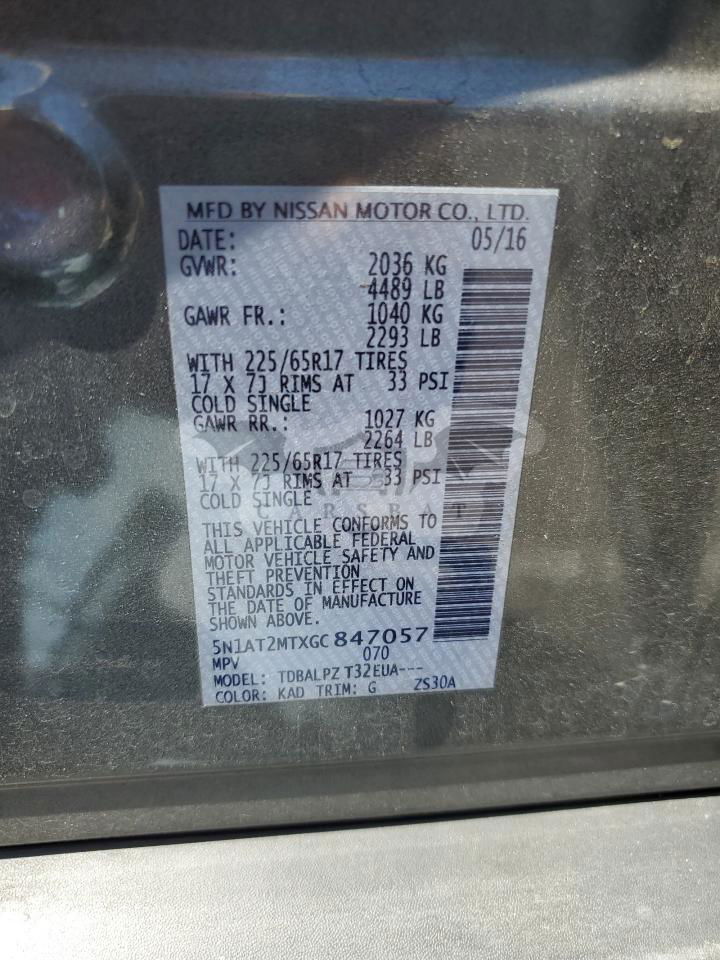 MFD BY NISSAN MOTOR CO., LTD.
DATE: 05/16
GVWR: 2036 KG
4489 LB
GAWR FR.: 1040 KG
2293 LB
WITH 225/65R17 TIRES
17 X 7J RIMS AT 33 PSI
COLD SINGLE
GAWR RR.: 1027 KG
2264 LB
WITH 225/65R17 TIRES
17 X 7J RIMS AT 33 PSI
COLD SINGLE
CARSBAT
THIS VEHICLE CONFORMS TO
ALL APPLICABLE FEDERAL
MOTOR VEHICLE SAFETY AND
THEFT PREVENTION
STANDARDS IN EFFECT ON
THE DATE OF MANUFACTURE
SHOWN ABOVE.
5N1AT2MTXGC847057
MPV 070
MODEL: TDBALPZ T32EUA---
COLOR: KAD TRIM: G ZS30A